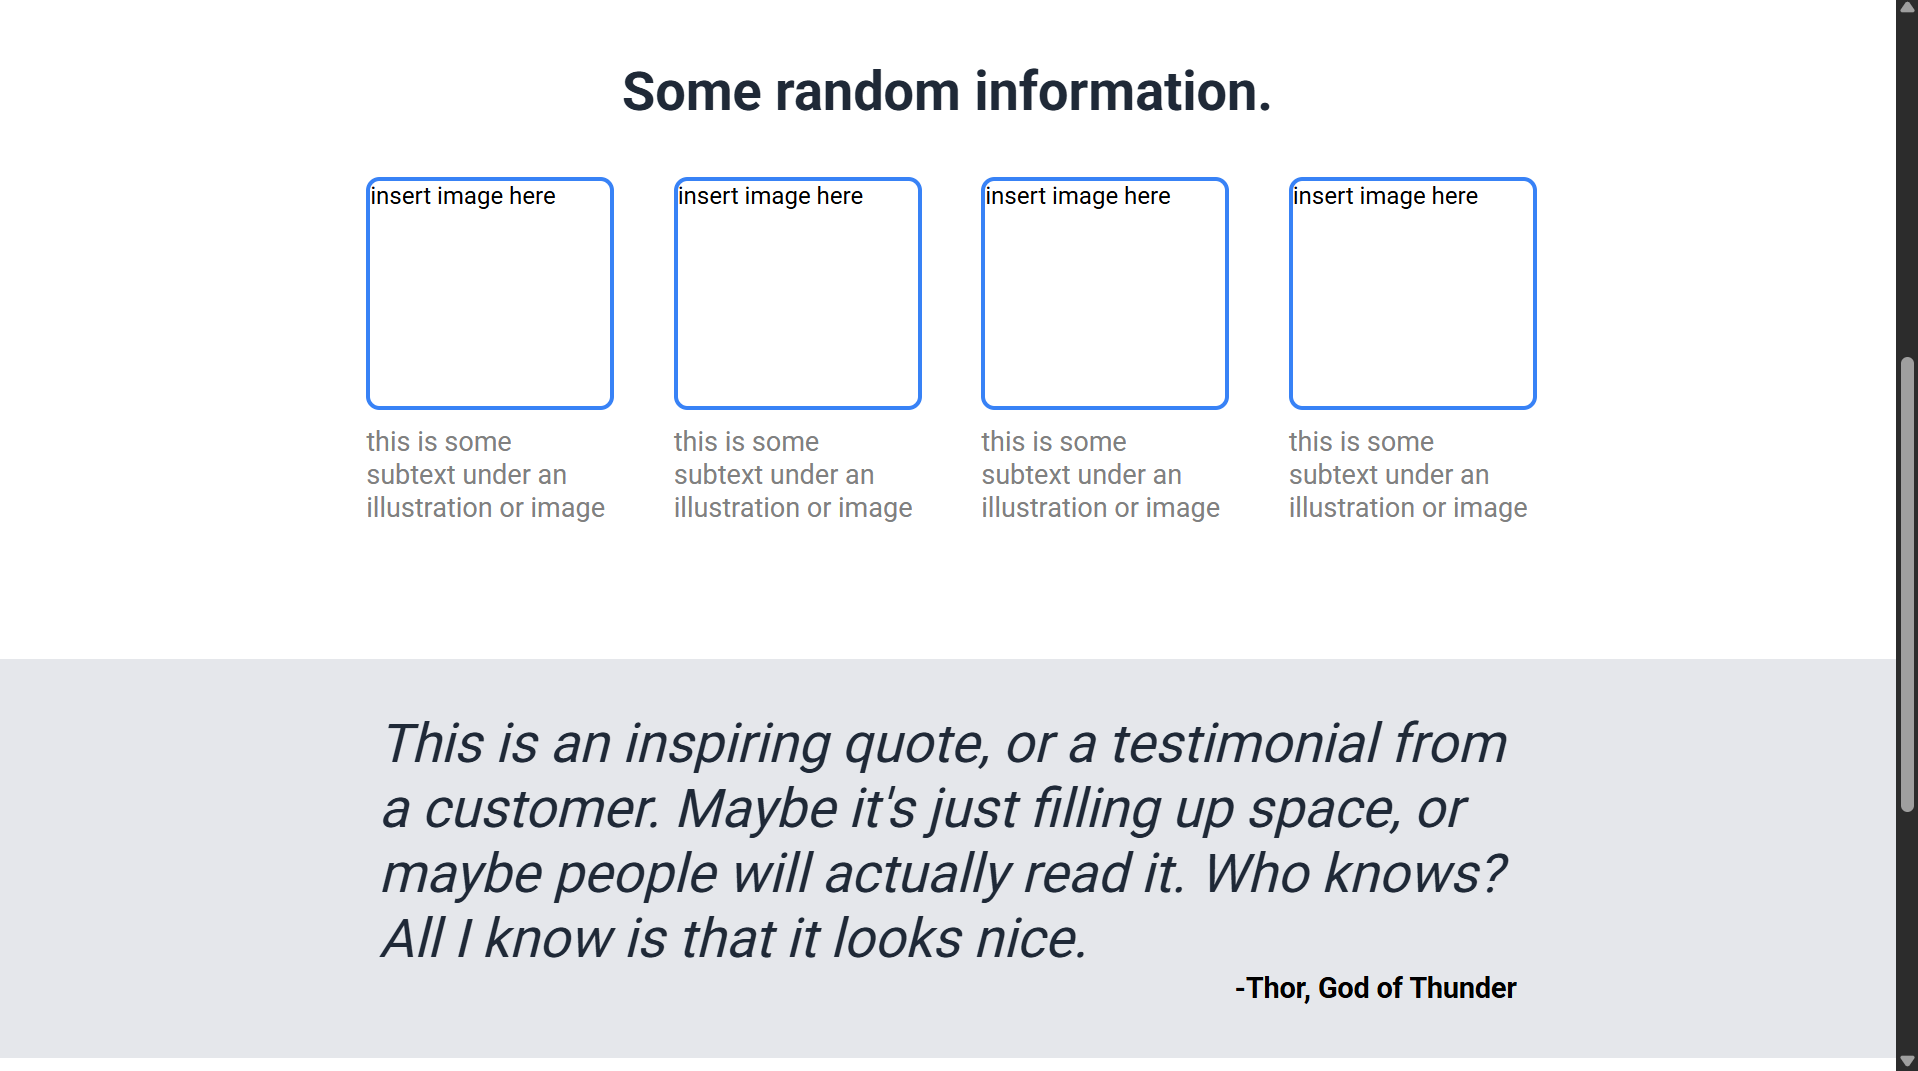 Some random information.
insert image here insert image here insert image here insert image here
this is some this is some this is some this is some
subtext under an subtext under an subtext under an subtext under an
illustration or image illustration or image illustration or image illustration or image
This is an inspiring quote, or a testimonial from
a customer. Maybe it's just filling up space, or
maybe people will actually read it. Who knows?
All I know is that it looks nice.
-Thor, God of Thunder